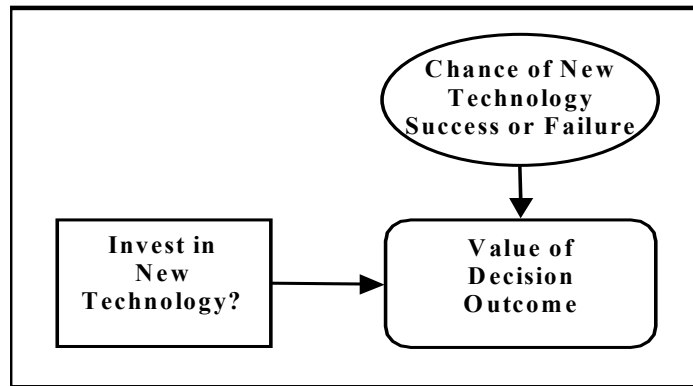 Chance of New
Technology
Success or Failure
Invest in
New
Technology?
Value of
Decision
Outcome